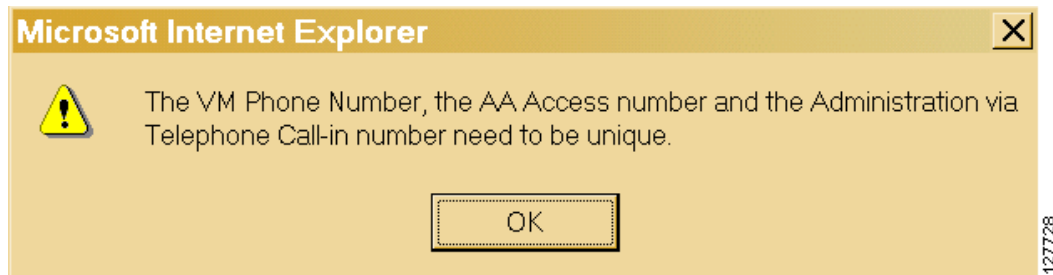 Microsoft Internet Explorer
The VM Phone Number, the AA Access number and the Administration via
Telephone Call-in number need to be unique.
OK
127728